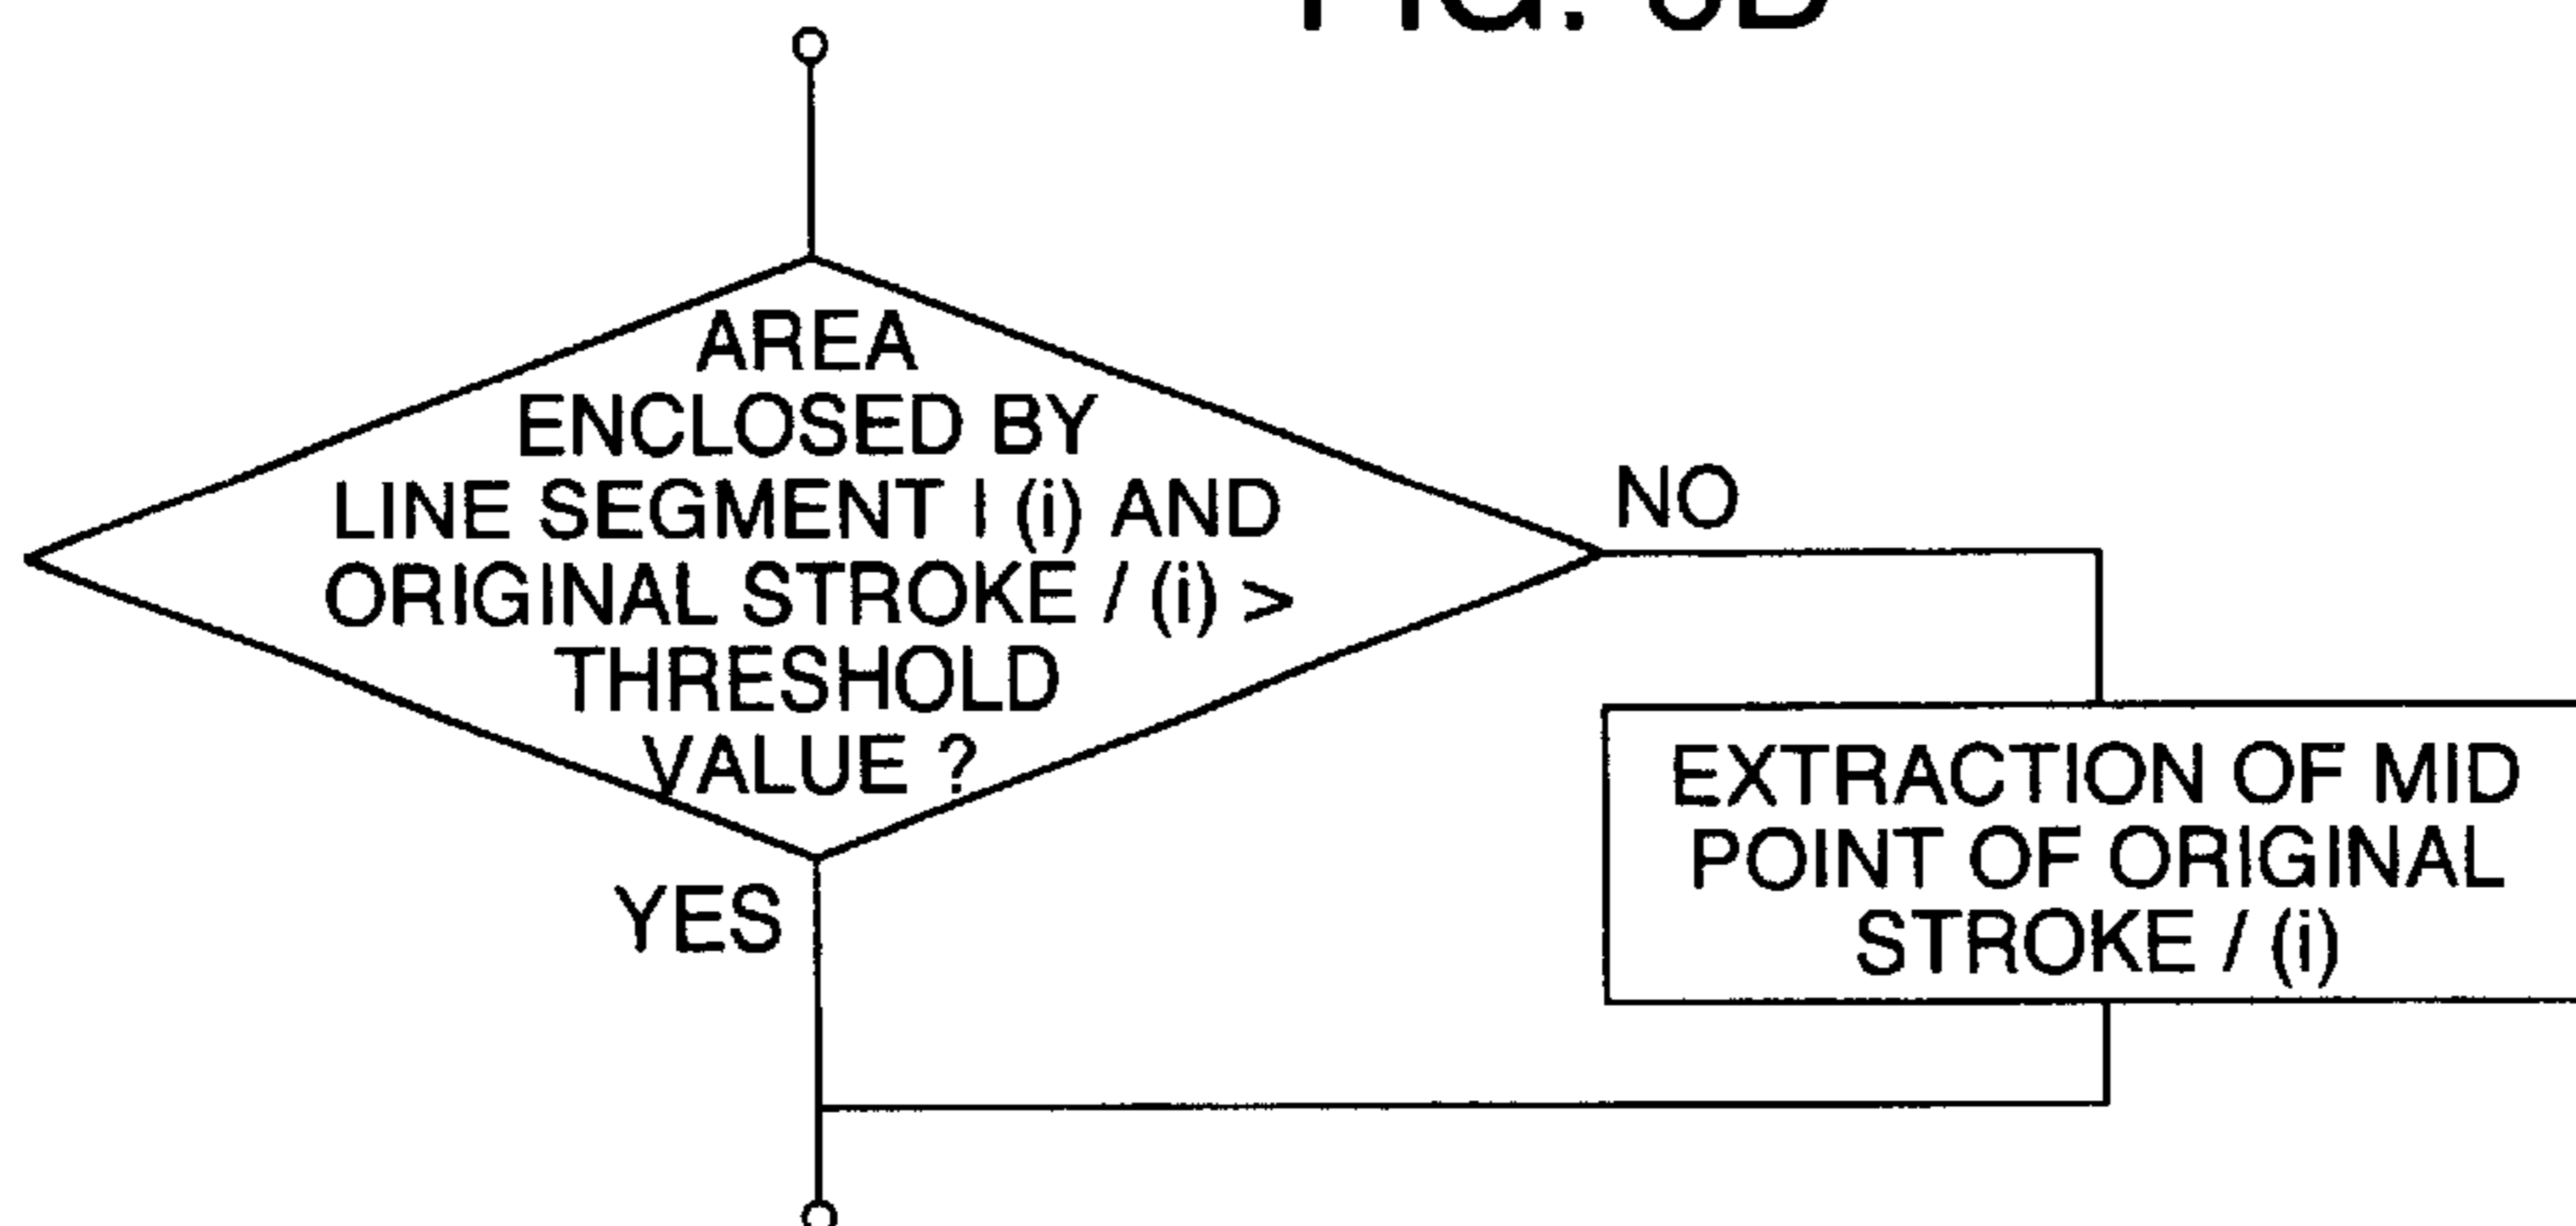 FIG.
AREA
ENCLOSED BY
LINE SEGMENT l (i) AND
ORIGINAL STROKE / (i) >
THRESHOLD
VALUE ?
NO
YES
EXTRACTION OF MID
POINT OF ORIGINAL
STROKE / (i)